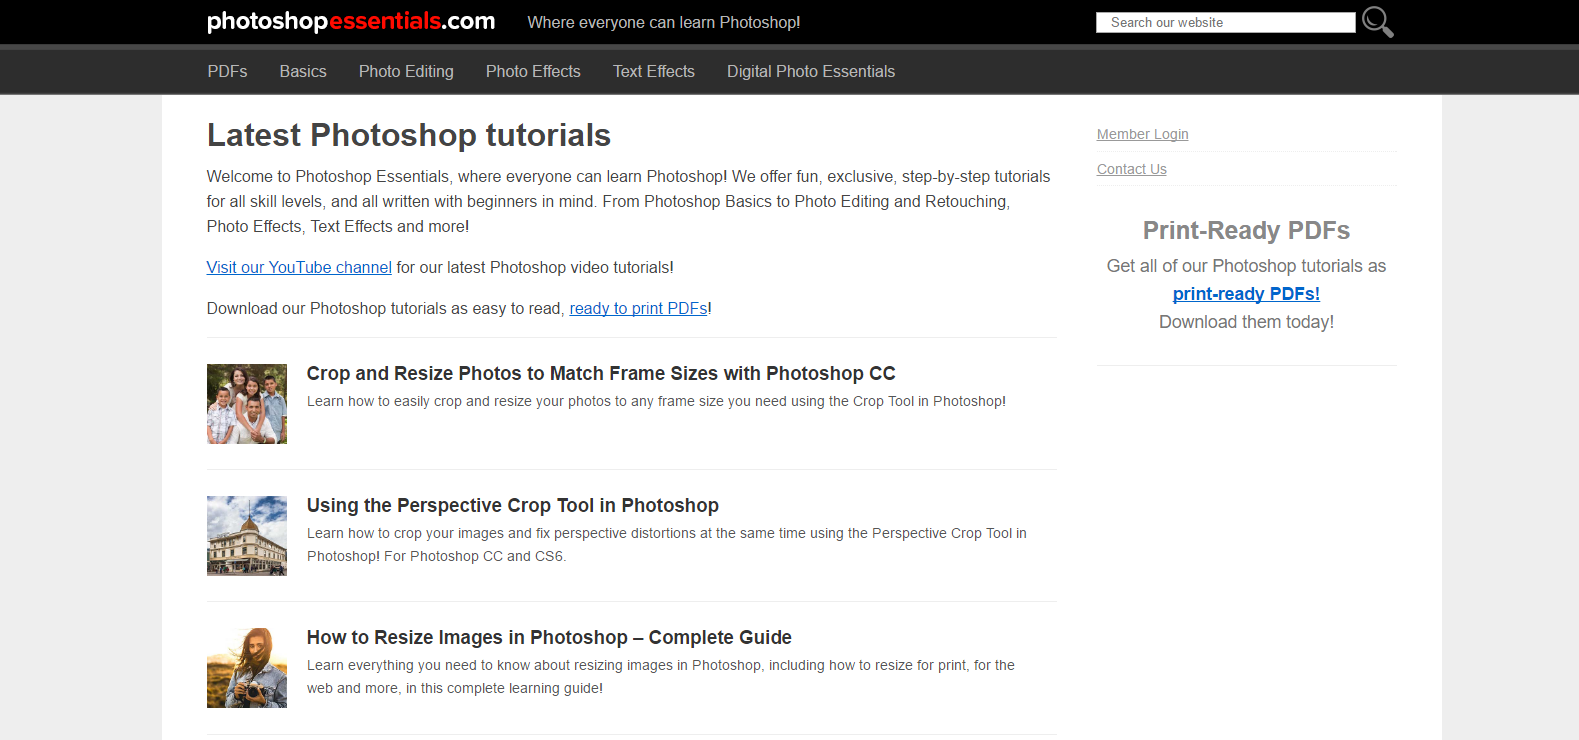 photoshopessentials.com
Where everyone can learn Photoshop!
Search our website
PDFs Basics Photo Editing Photo Effects Text Effects Digital Photo Essentials
Latest Photoshop tutorials
Welcome to Photoshop Essentials, where everyone can learn Photoshop! We offer fun, exclusive, step-by-step tutorials
for all skill levels, and all written with beginners in mind. From Photoshop Basics to Photo Editing and Retouching,
Photo Effects, Text Effects and more!
Visit our YouTube channel for our latest Photoshop video tutorials!
Download our Photoshop tutorials as easy to read, ready to print PDFs!
Crop and Resize Photos to Match Frame Sizes with Photoshop CC
Learn how to easily crop and resize your photos to any frame size you need using the Crop Tool in Photoshop!
Using the Perspective Crop Tool in Photoshop
Learn how to crop your images and fix perspective distortions at the same time using the Perspective Crop Tool in
Photoshop! For Photoshop CC and CS6.
How to Resize Images in Photoshop – Complete Guide
Learn everything you need to know about resizing images in Photoshop, including how to resize for print, for the
web and more, in this complete learning guide!
Member Login
Contact Us
Print-Ready PDFs
Get all of our Photoshop tutorials as
print-ready PDFs!
Download them today!